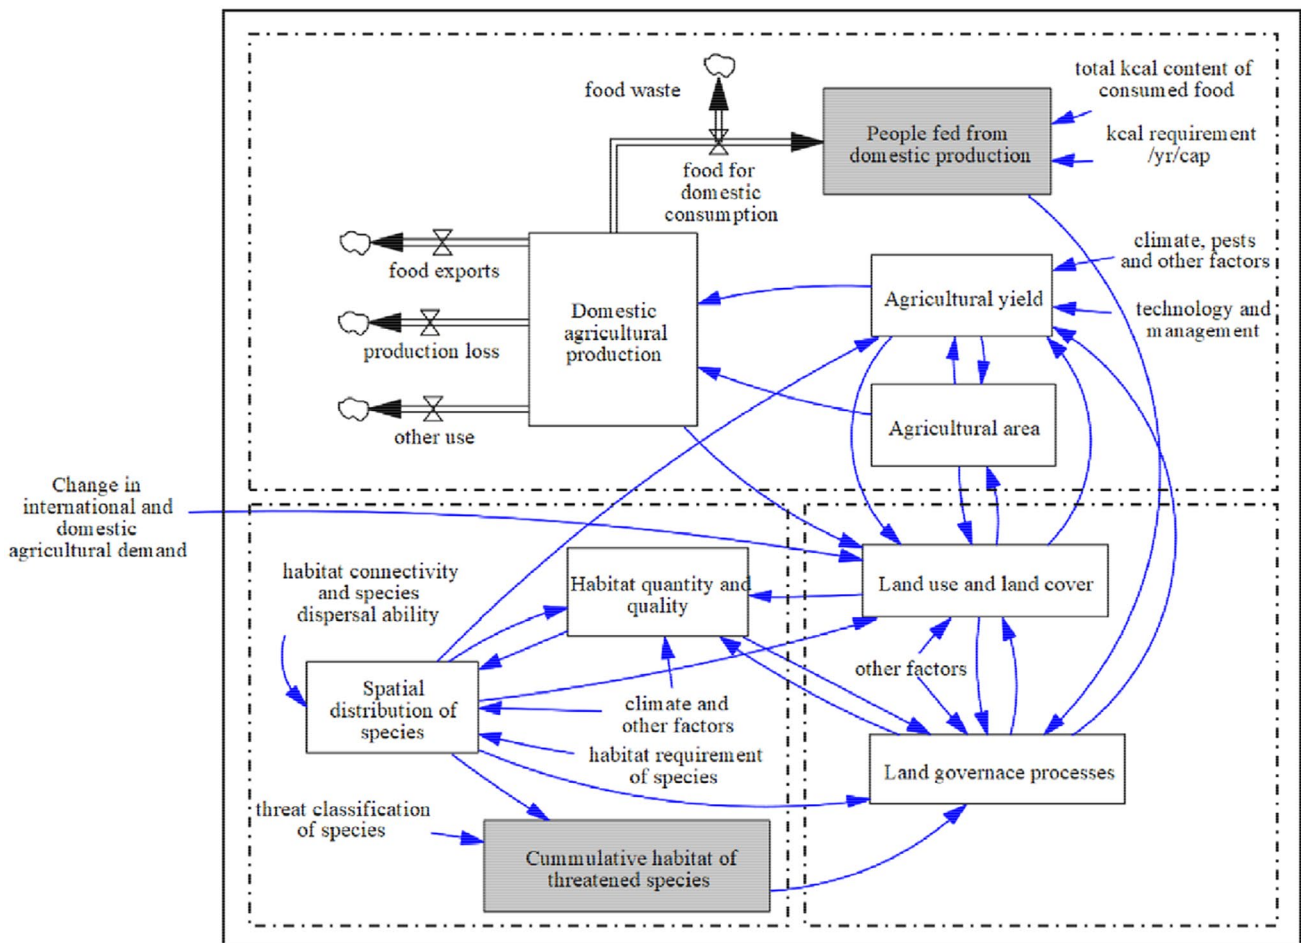 total kcal content of
consumed food
food waste
People fed from
domestic production
kcal requirement
/yr/cap
food for
domestic
consumption
food exports
production loss
other use
Domestic
agricultural
production
climate, pests
and other factors
Agricultural yield
technology and
management
Agricultural area
Change in
international and
domestic
agricultural demand
habitat connectivity
and species
dispersal ability
Habitat quantity and
quality
Land use and land cover
other factors
Spatial
distribution of
species
climate and
other factors
habitat requirement
of species
Land governace processes
threat classification
of species
Cummulative habitat of
threatened species